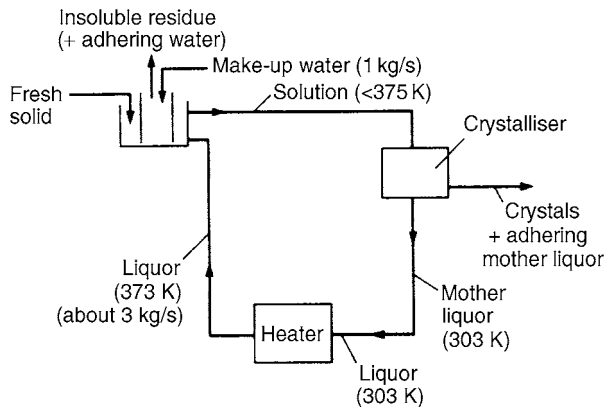 Insoluble residue
(+ adhering water)
Make-up water (1 kg/s)
Fresh
solid
Solution (<375 K)
Crystalliser
Crystals
+ adhering
mother liquor
Liquor
(373 K)
(about 3 kg/s)
Heater
Mother
liquor
(303 K)
Liquor
(303 K)